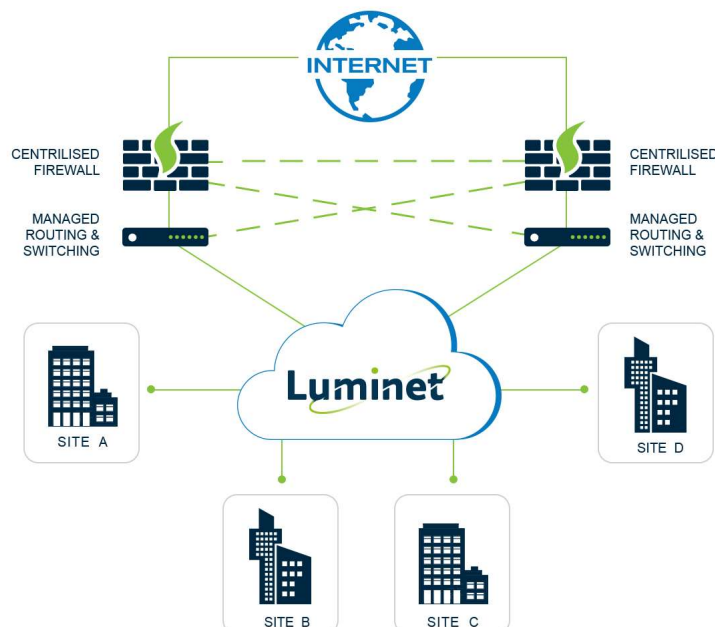 INTERNET
CENTRILISED
FIREWALL
CENTRILISED
FIREWALL
MANAGED
ROUTING &
SWITCHING
MANAGED
ROUTING &
SWITCHING
Luminet
SITE A
SITE D
SITE B
SITE C